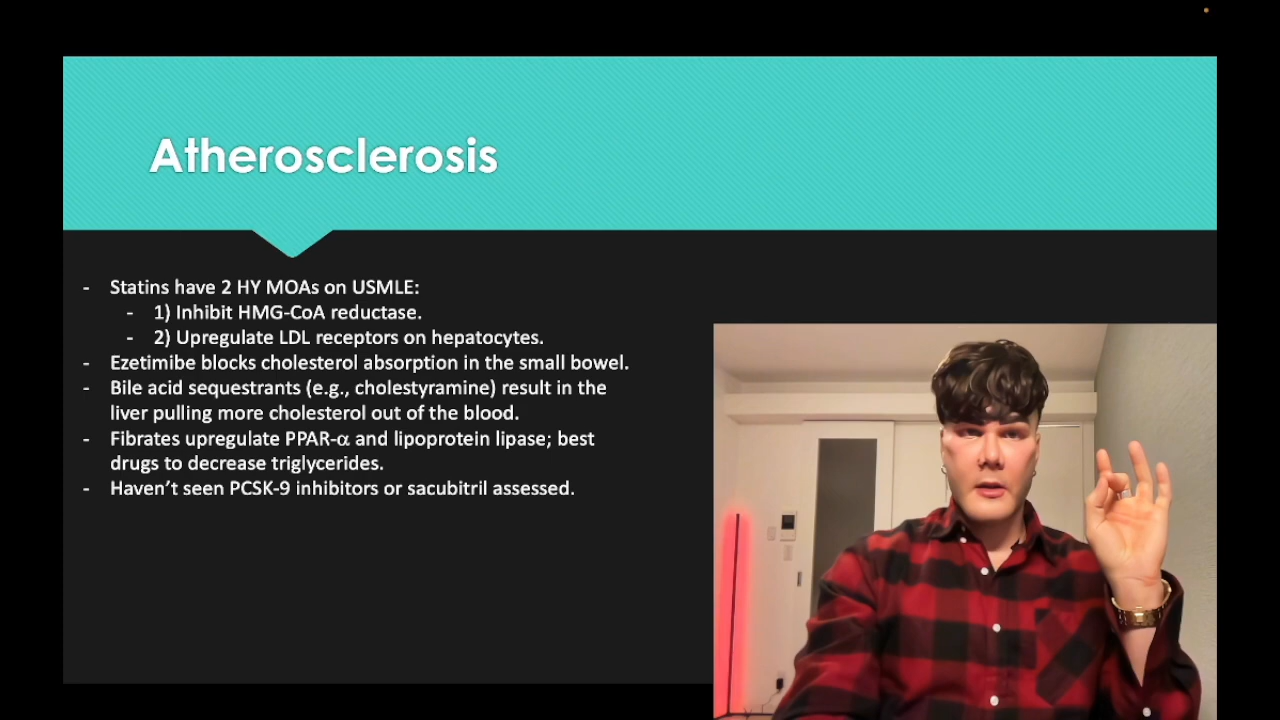 Atherosclerosis
- Statins have 2 HY MOAs on USMLE:
- 1) Inhibit HMG-CoA reductase.
- 2) Upregulate LDL receptors on hepatocytes.
- Ezetimibe blocks cholesterol absorption in the small bowel.
- Bile acid sequestrants (e.g., cholestyramine) result in the
liver pulling more cholesterol out of the blood.
- Fibrates upregulate PPAR-α and lipoprotein lipase; best
drugs to decrease triglycerides.
- Haven’t seen PCSK-9 inhibitors or sacubitril assessed.